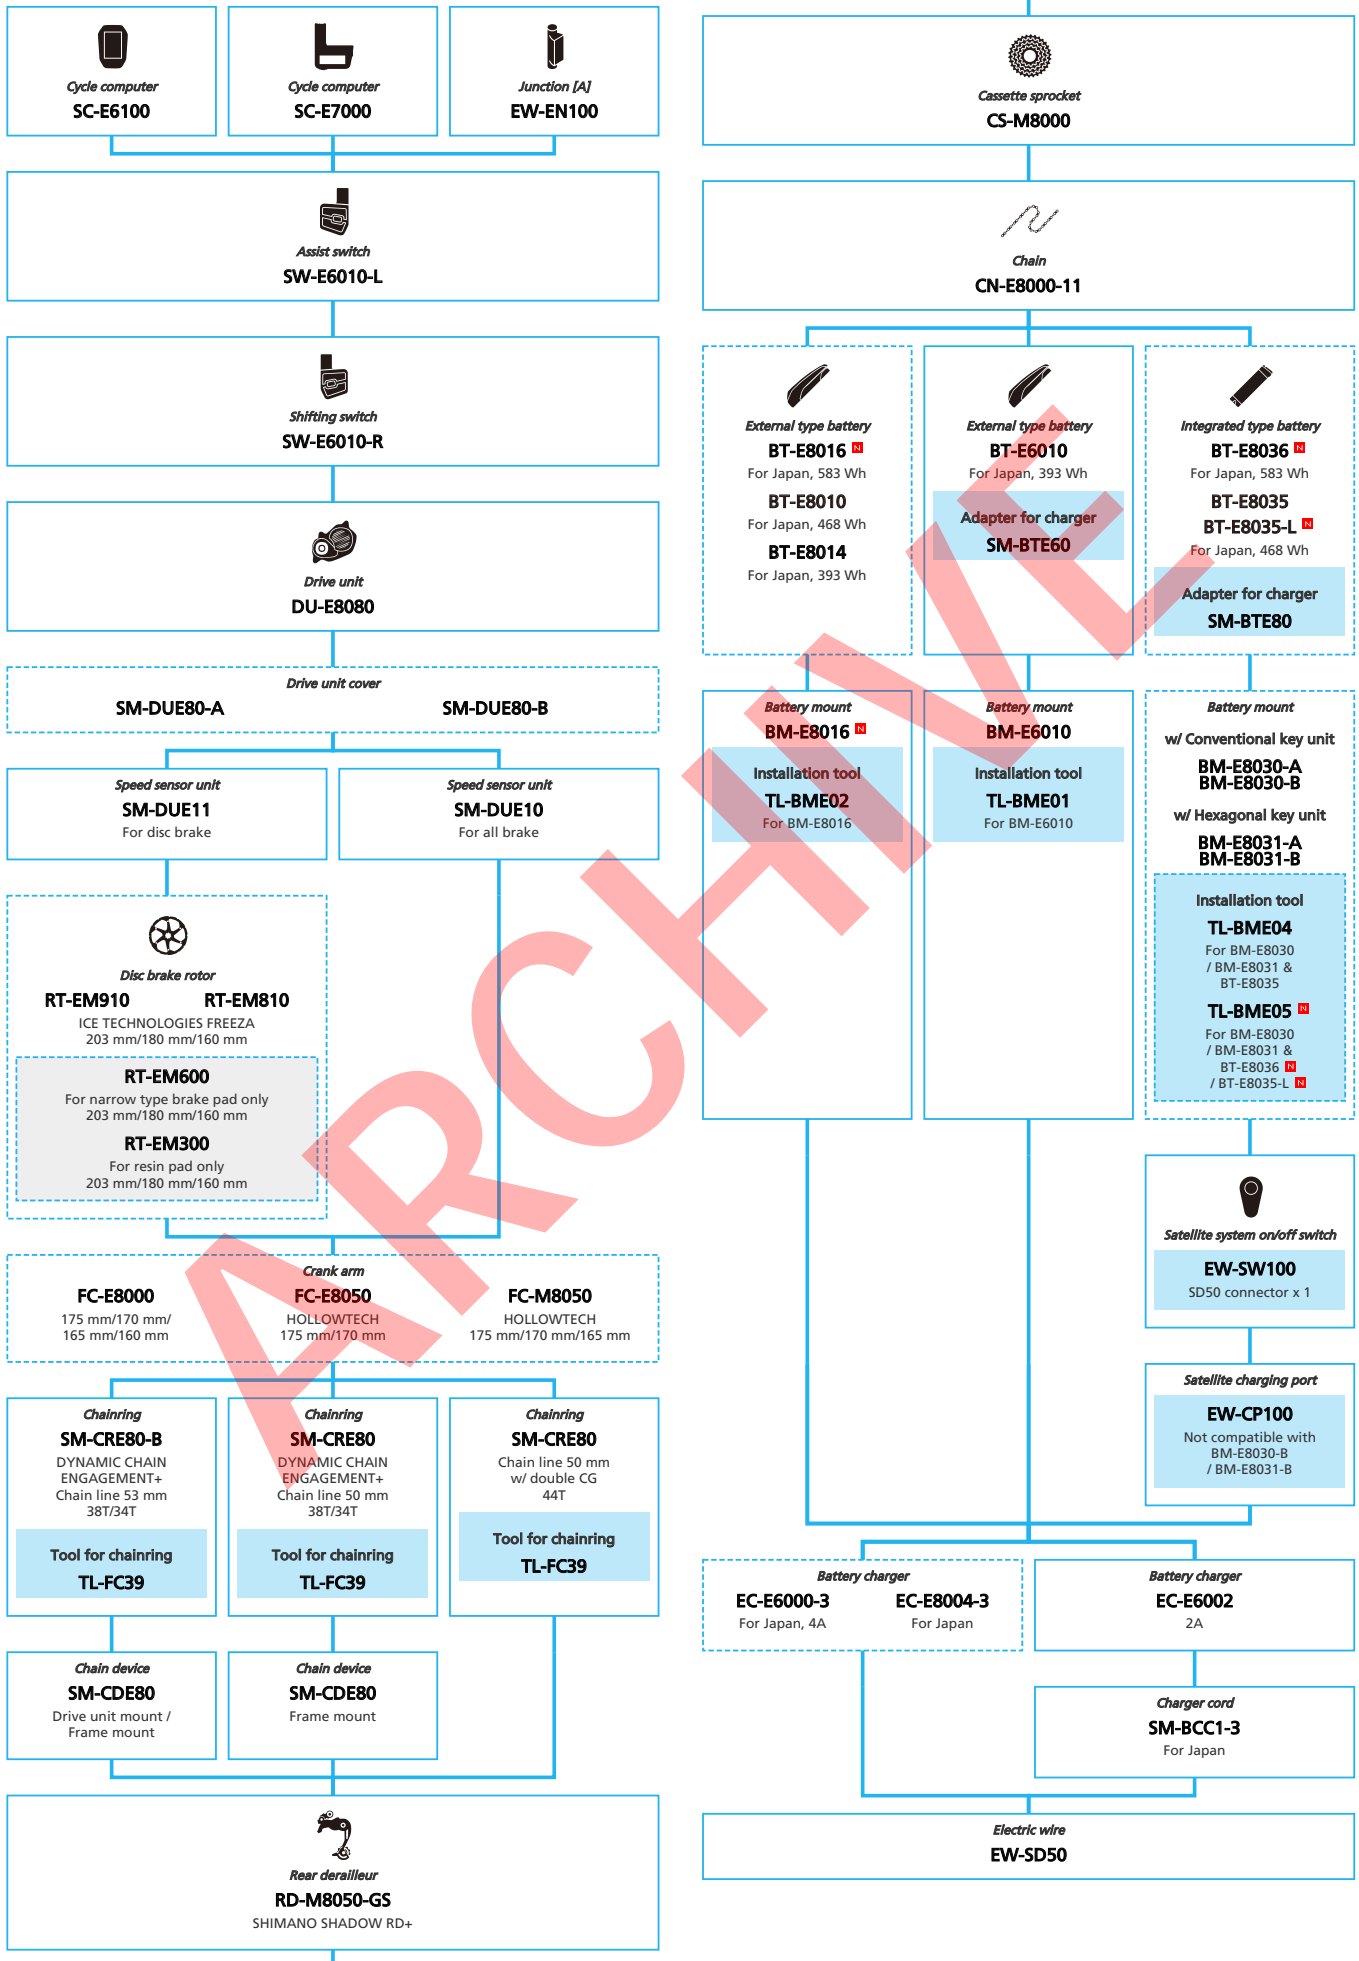 Cycle computer
SC-E6100
Cycle computer
SC-E7000
Junction [A]
EW-EN100
Assist switch
SW-E6010-L
Shifting switch
SW-E6010-R
Drive unit
DU-E8080
Drive unit cover
SM-DUE80-A
SM-DUE80-B
Speed sensor unit
SM-DUE11
For disc brake
Speed sensor unit
SM-DUE10
For all brake
Disc brake rotor
RT-EM910
RT-EM810
ICE TECHNOLOGIES FREEZA
203 mm/180 mm/160 mm
RT-EM600
For narrow type brake pad only
203 mm/180 mm/160 mm
RT-EM300
For resin pad only
203 mm/180 mm/160 mm
Crank arm
FC-E8000
175 mm/170 mm/
165 mm/160 mm
FC-E8050
HOLLOWTECH
175 mm/170 mm
FC-M8050
HOLLOWTECH
175 mm/170 mm/165 mm
Chainring
SM-CRE80-B
DYNAMIC CHAIN
ENGAGEMENT+
Chain line 53 mm
38T/34T
Tool for chainring
TL-FC39
Chainring
SM-CRE80
DYNAMIC CHAIN
ENGAGEMENT+
Chain line 50 mm
38T/34T
Tool for chainring
TL-FC39
Chainring
SM-CRE80
Chain line 50 mm
w/ double CG
44T
Tool for chainring
TL-FC39
Chain device
SM-CDE80
Drive unit mount /
Frame mount
Chain device
SM-CDE80
Frame mount
Rear derailleur
RD-M8050-GS
SHIMANO SHADOW RD+
Cassette sprocket
CS-M8000
Chain
CN-E8000-11
External type battery
BT-E8016 N
For Japan, 583 Wh
BT-E8010
For Japan, 468 Wh
BT-E8014
For Japan, 393 Wh
External type battery
BT-E6010
For Japan, 393 Wh
Adapter for charger
SM-BTE60
Integrated type battery
BT-E8036 N
For Japan, 583 Wh
BT-E8035
BT-E8035-L N
For Japan, 468 Wh
Adapter for charger
SM-BTE80
Battery mount
BM-E8016 N
Installation tool
TL-BME02
For BM-E8016
Battery mount
BM-E6010
Installation tool
TL-BME01
For BM-E6010
Battery mount
w/ Conventional key unit
BM-E8030-A
BM-E8030-B
w/ Hexagonal key unit
BM-E8031-A
BM-E8031-B
Installation tool
TL-BME04
For BM-E8030
/ BM-E8031 &
BT-E8035
TL-BME05 N
For BM-E8030
/ BM-E8031 &
BT-E8036 N
/ BT-E8035-L N
Satellite system on/off switch
EW-SW100
SD50 connector x 1
Satellite charging port
EW-CP100
Not compatible with
BM-E8030-B
/ BM-E8031-B
Battery charger
EC-E6000-3
For Japan, 4A
EC-E8004-3
For Japan
Battery charger
EC-E6002
2A
Charger cord
SM-BCC1-3
For Japan
Electric wire
EW-SD50
ARCHIVE